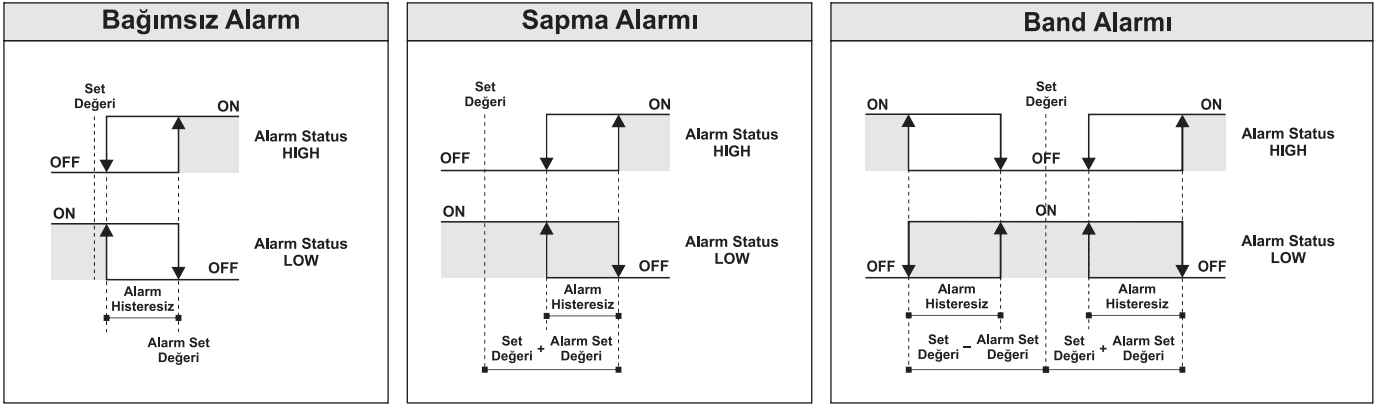 Bağımsız Alarm
Set
Değeri
ON
OFF
Alarm Status
HIGH
ON
OFF
Alarm Status
LOW
Alarm
Histeresiz
Alarm Set
Değeri
Sapma Alarmı
Set
Değeri
ON
OFF
Alarm Status
HIGH
ON
OFF
Alarm Status
LOW
Alarm
Histeresiz
Set
Değeri
+
Alarm Set
Değeri
Band Alarmı
Set
Değeri
ON
ON
OFF
Alarm Status
HIGH
ON
OFF
OFF
Alarm Status
LOW
Alarm
Histeresiz
Alarm
Histeresiz
Set
Değeri
–
Alarm Set
Değeri
Set
Değeri
+
Alarm Set
Değeri